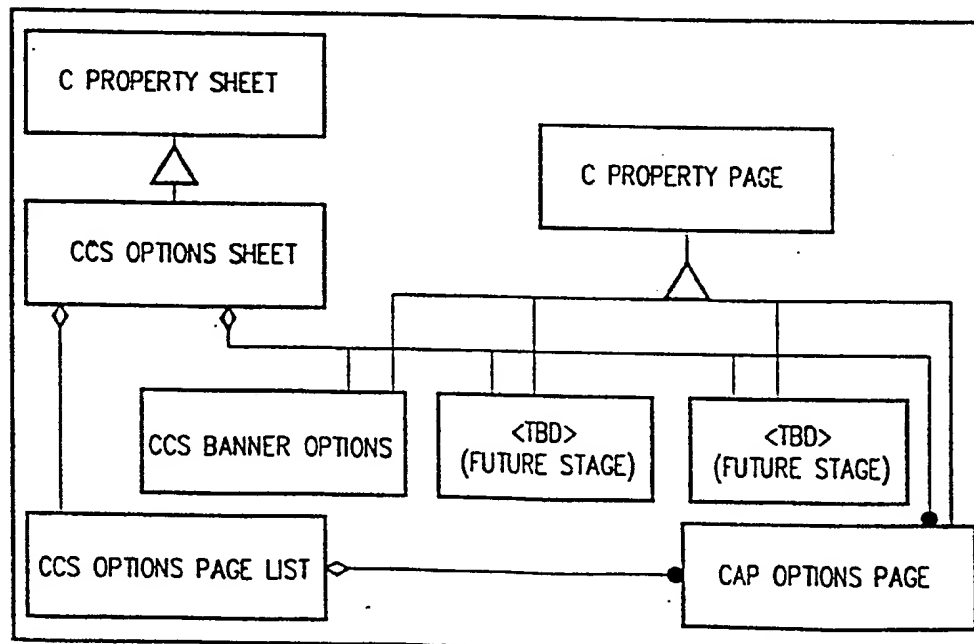 C PROPERTY SHEET
C PROPERTY PAGE
CCS OPTIONS SHEET
CCS BANNER OPTIONS
<TBD>
(FUTURE STAGE)
<TBD>
(FUTURE STAGE)
CCS OPTIONS PAGE LIST
CAP OPTIONS PAGE